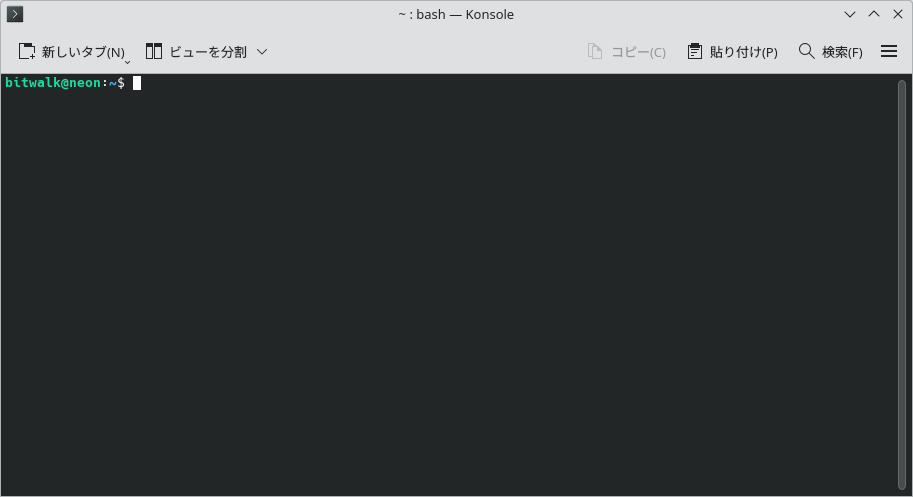 ~ : bash — Konsole
新しいタブ(N) ビューを分割 コピー(C) 貼り付け(P) 検索(F)
bitwalk@neon:~$